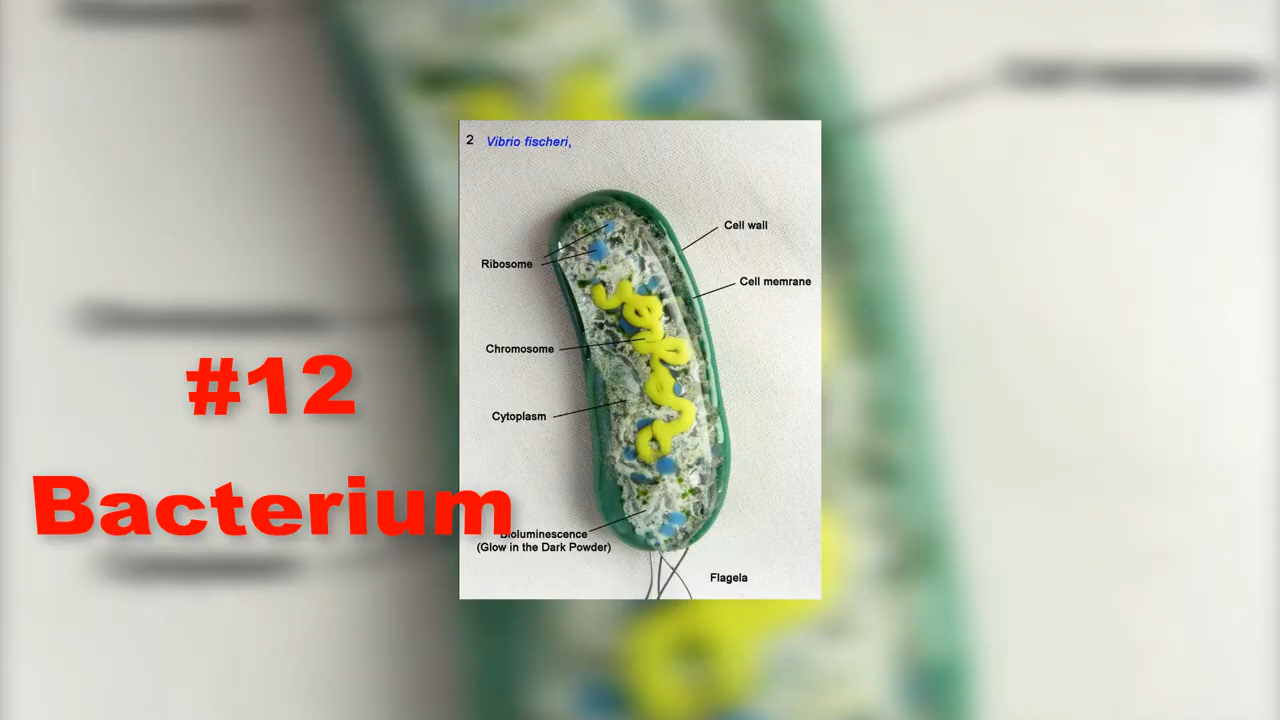 2 Vibrio fischeri,
Cell wall
Ribosome
Cell memrane
Chromosome
#12
Cytoplasm
Bacterium
Bioluminescence
(Glow in the Dark Powder)
Flagela